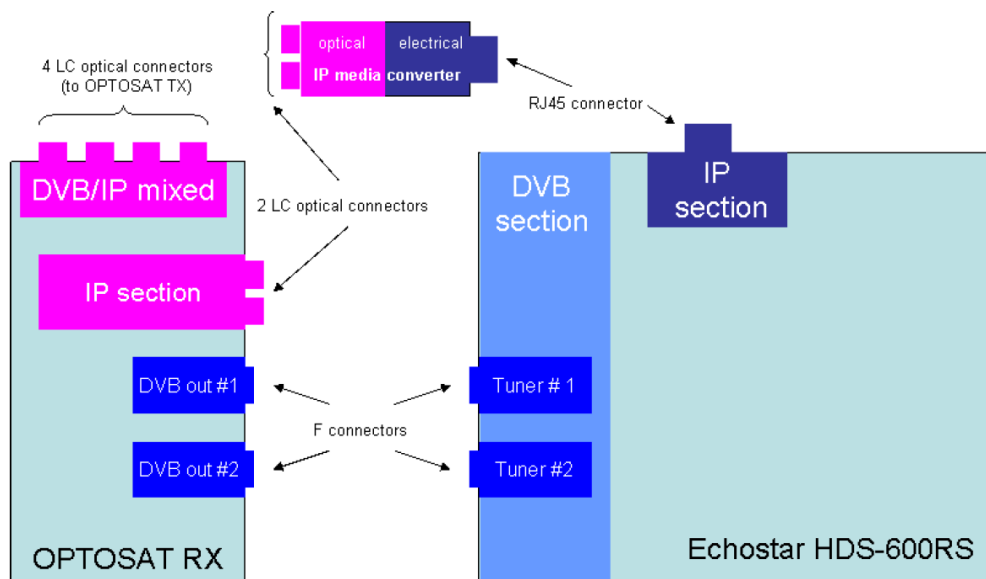 optical electrical
IP media converter
4 LC optical connectors
(to OPTOSAT TX)
RJ45 connector
DVB/IP mixed
DVB
section
IP
section
2 LC optical connectors
IP section
DVB out #1
Tuner # 1
F connectors
DVB out #2
Tuner #2
OPTOSAT RX
Echostar HDS-600RS